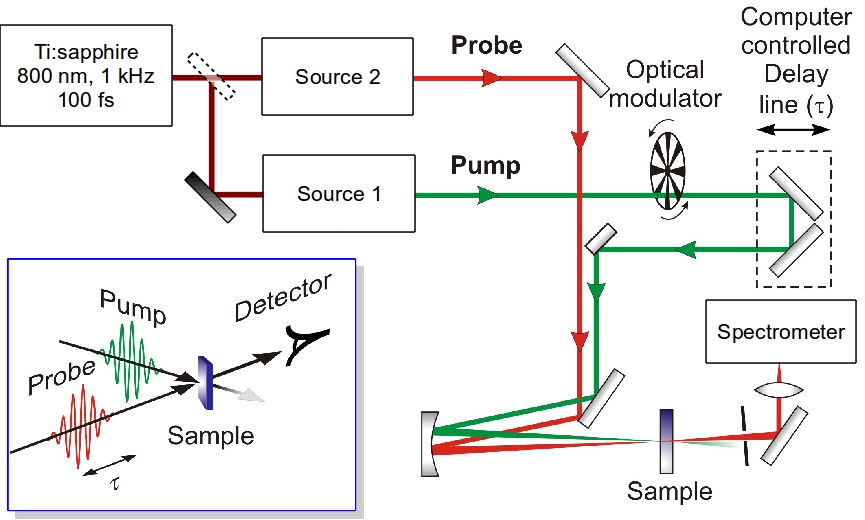 Ti:sapphire
800 nm, 1 kHz
100 fs
Source 2
Probe
Optical
modulator
Computer
controlled
Delay
line (τ)
Source 1
Pump
Spectrometer
Sample
Pump
Detector
Probe
Sample
τ